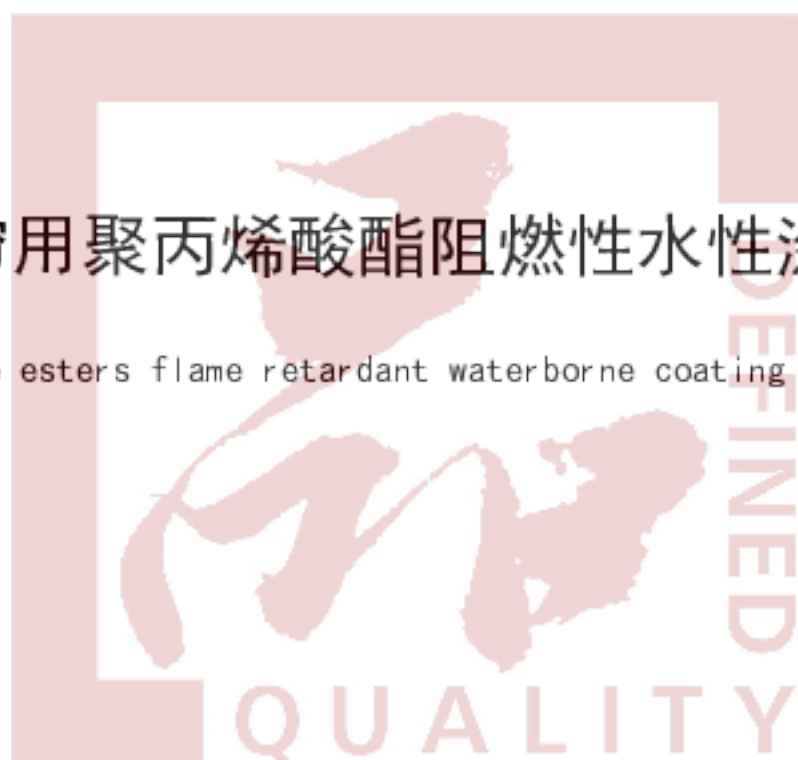 用聚丙烯酸酯阻燃性水性
esters flame retardant waterborne coating
DEFINED
QUALITY